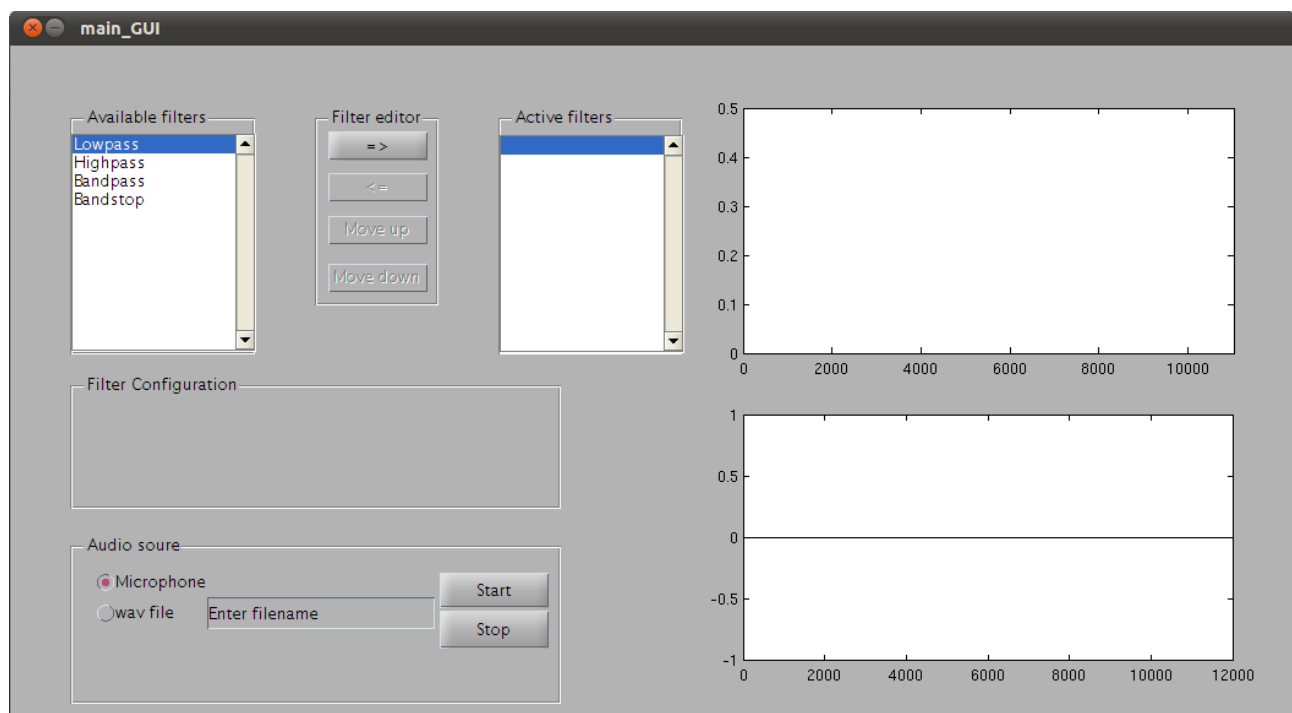 main_GUI
Available filters
Lowpass
Highpass
Bandpass
Bandstop
Filter editor
=>
<=
Move up
Move down
Active filters
0.5
0.4
0.3
0.2
0.1
0
0 2000 4000 6000 8000 10000
Filter Configuration
Audio soure
Microphone
wav file Enter filename
Start
Stop
1
0.5
0
-0.5
-1
0 2000 4000 6000 8000 10000 12000